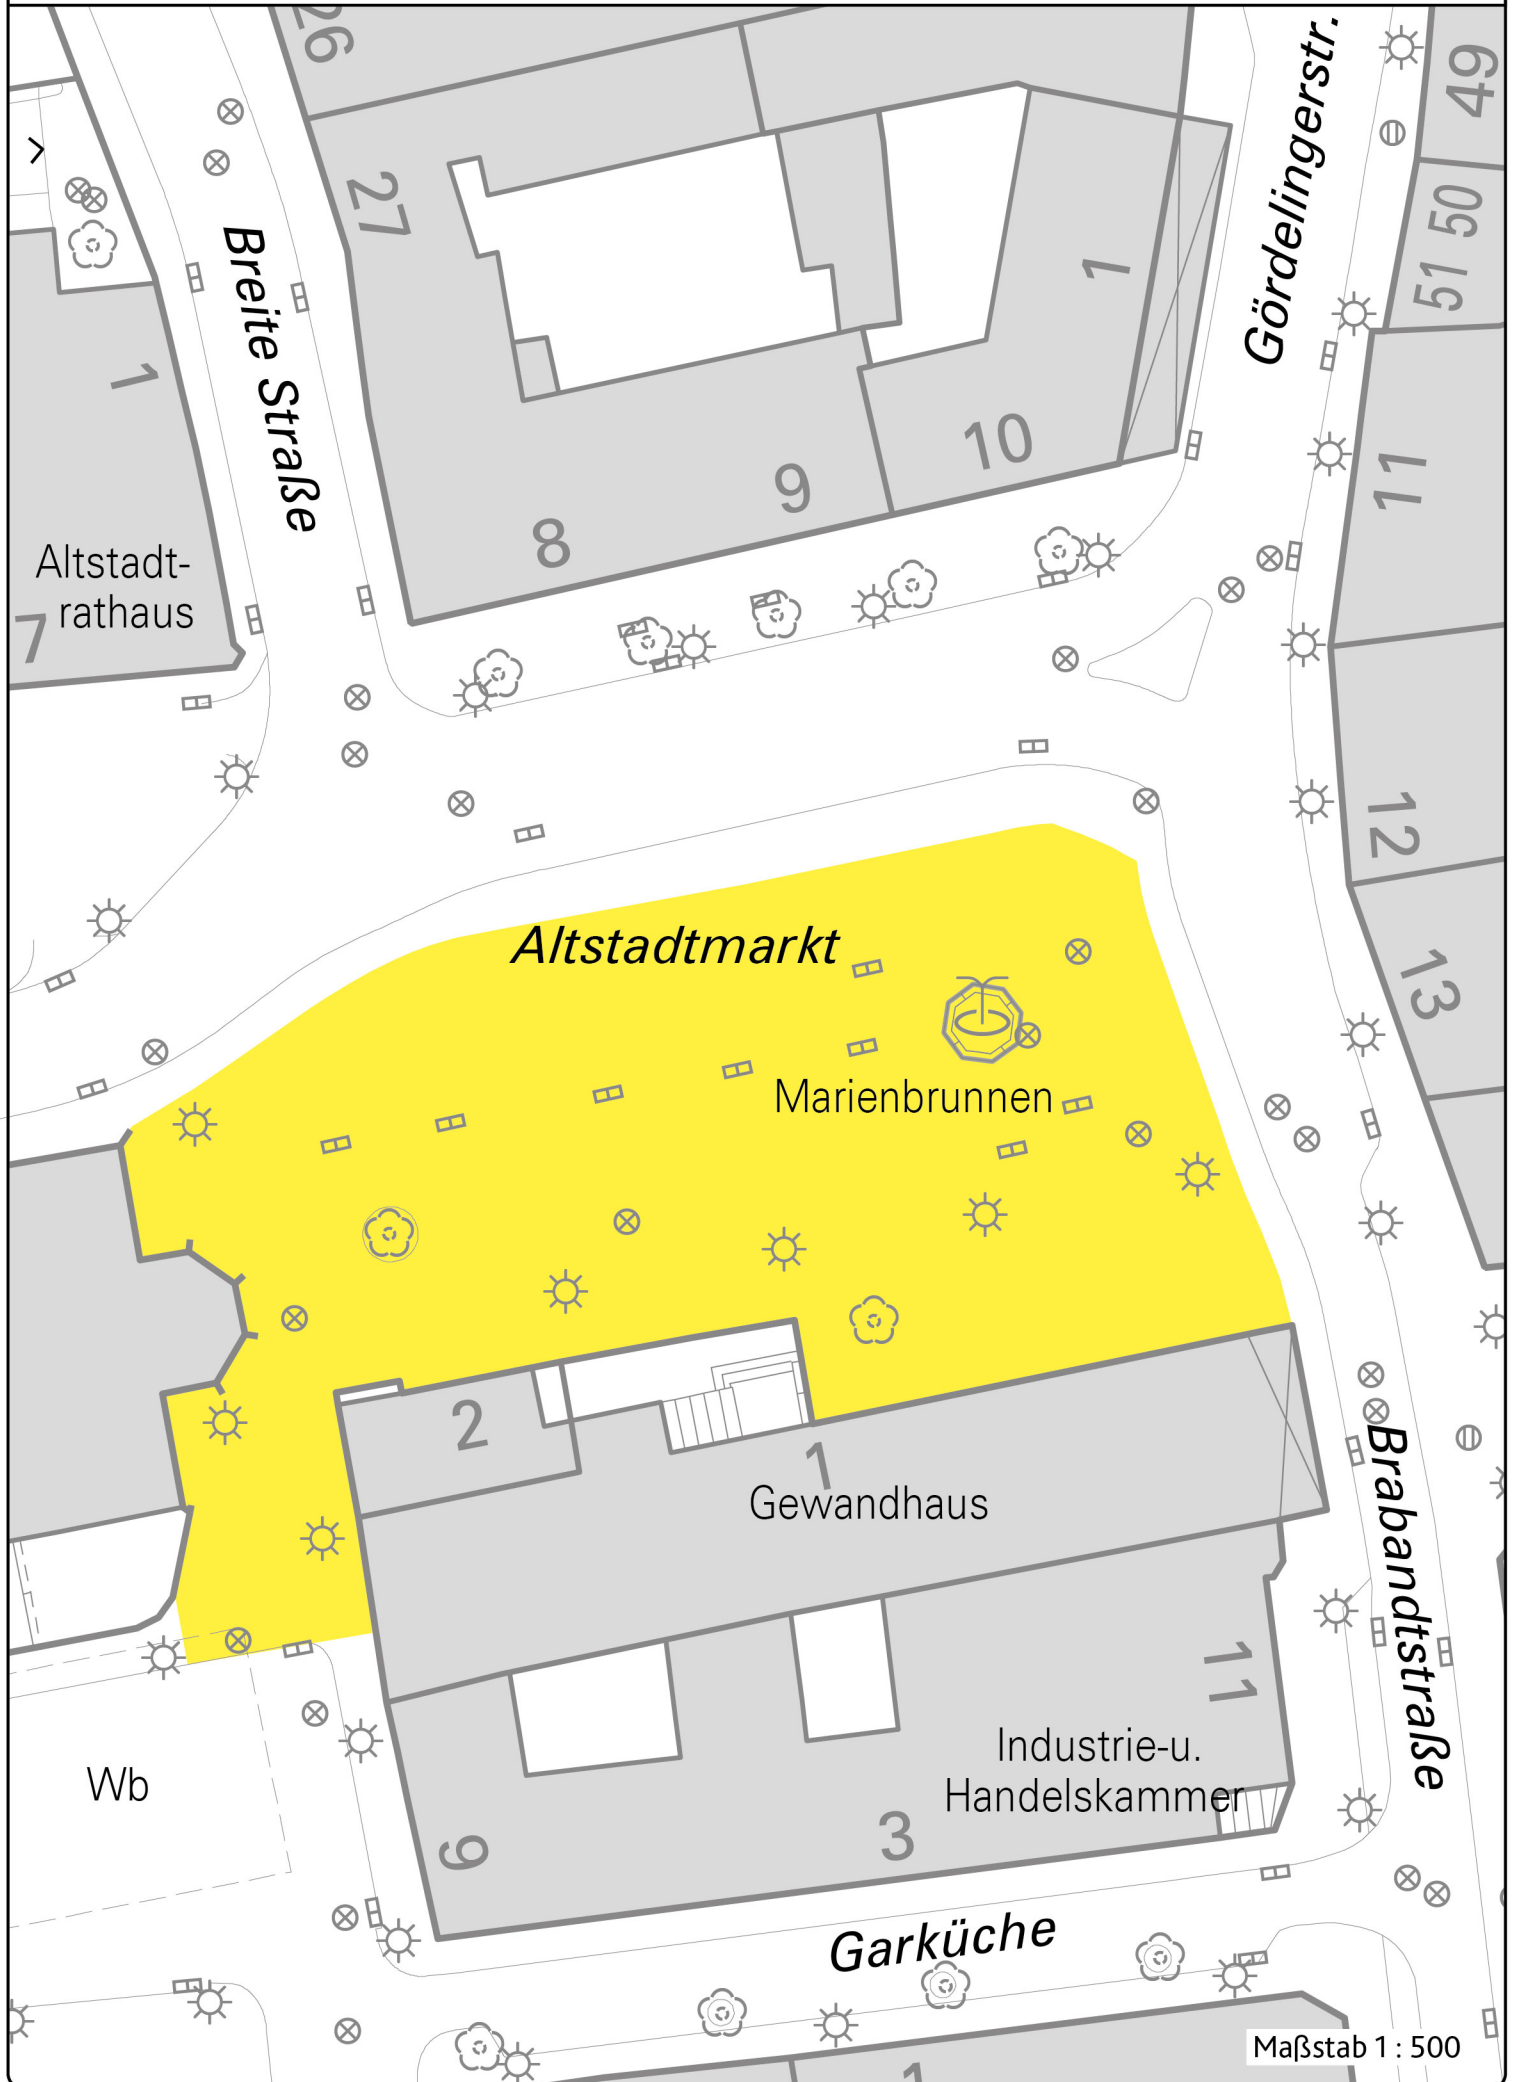 26
Gördelingerstr.
49
27
50
51
Breite Straße
1
1
10
11
9
8
Altstadt-
rathaus
7
12
Altstadtmarkt
13
Marienbrunnen
2
1
Gewandhaus
Brabandtstraße
11
Industrie-u.
Handelskammer
Wb
3
9
Garküche
Maßstab 1 : 500
1